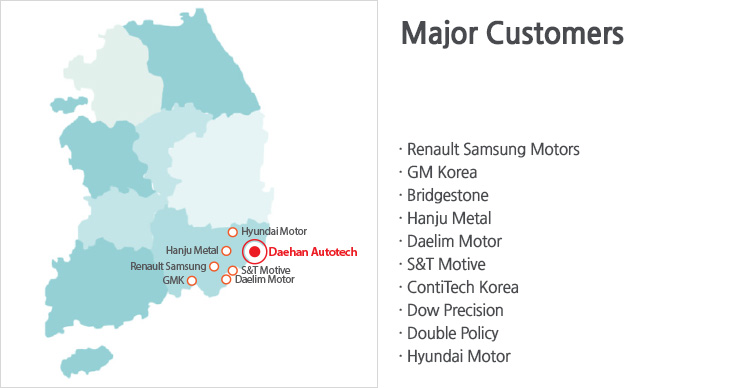 Major Customers
Hyundai Motor
Hanju Metal
Daehan Autotech
Renault Samsung
S&T Motive
GMK
Daelim Motor
· Renault Samsung Motors
· GM Korea
· Bridgestone
· Hanju Metal
· Daelim Motor
· S&T Motive
· ContiTech Korea
· Dow Precision
· Double Policy
· Hyundai Motor